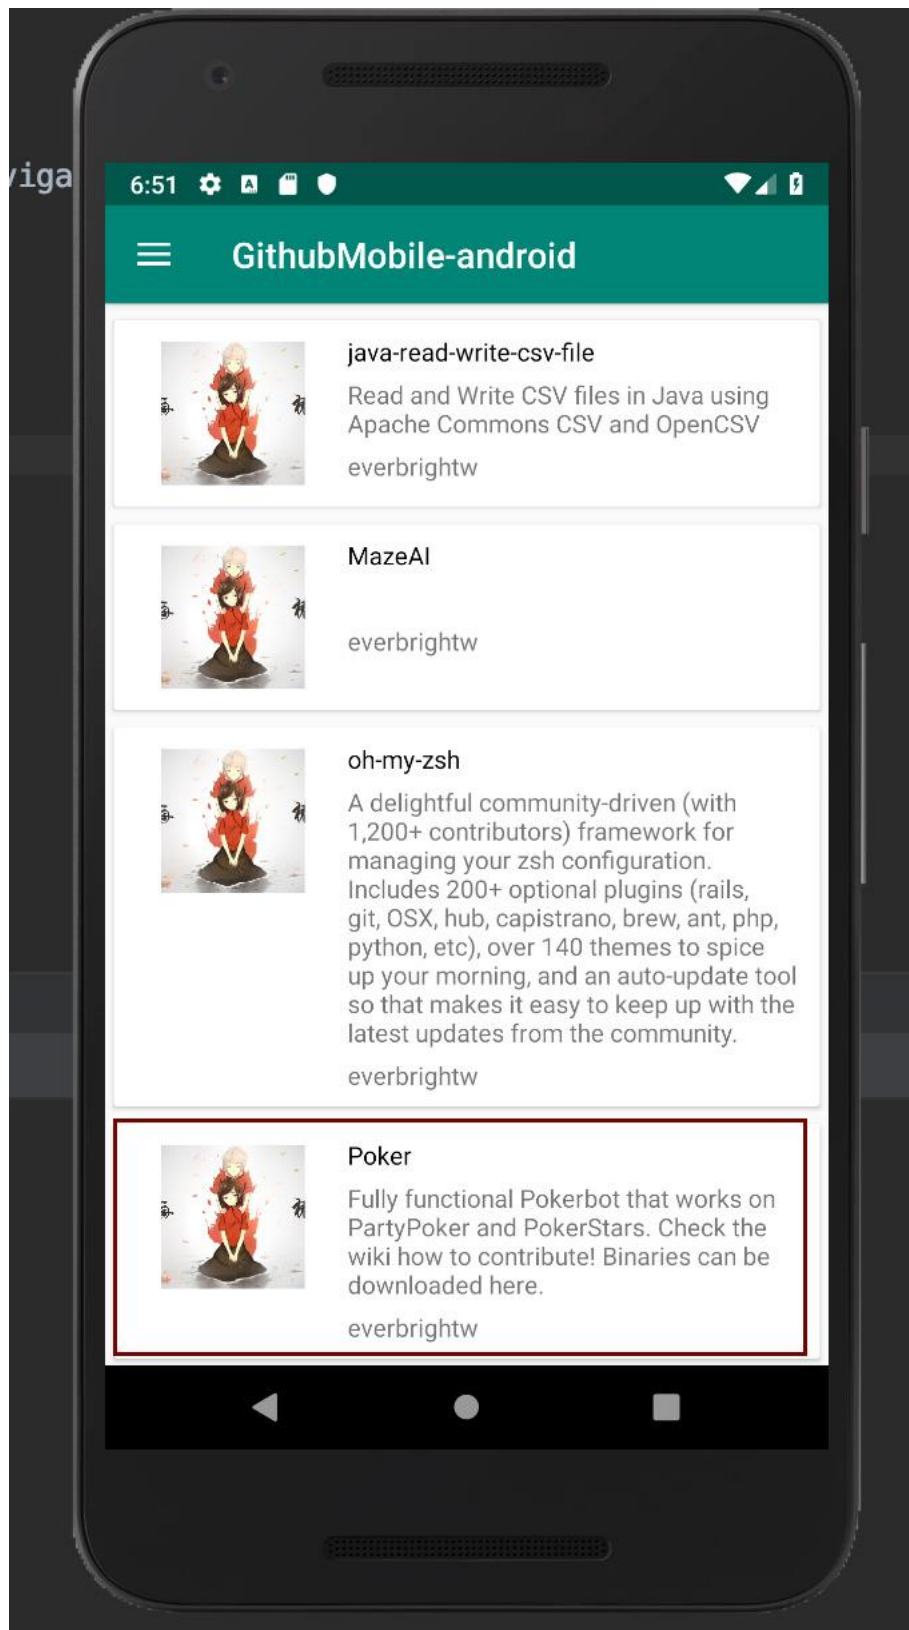 viga
6:51
GithubMobile-android
java-read-write-csv-file
Read and Write CSV files in Java using
Apache Commons CSV and OpenCSV
everbrightw
MazeAI
everbrightw
oh-my-zsh
A delightful community-driven (with
1,200+ contributors) framework for
managing your zsh configuration.
Includes 200+ optional plugins (rails,
git, OSX, hub, capistrano, brew, ant, php,
python, etc), over 140 themes to spice
up your morning, and an auto-update tool
so that makes it easy to keep up with the
latest updates from the community.
everbrightw
Poker
Fully functional Pokerbot that works on
PartyPoker and PokerStars. Check the
wiki how to contribute! Binaries can be
downloaded here.
everbrightw